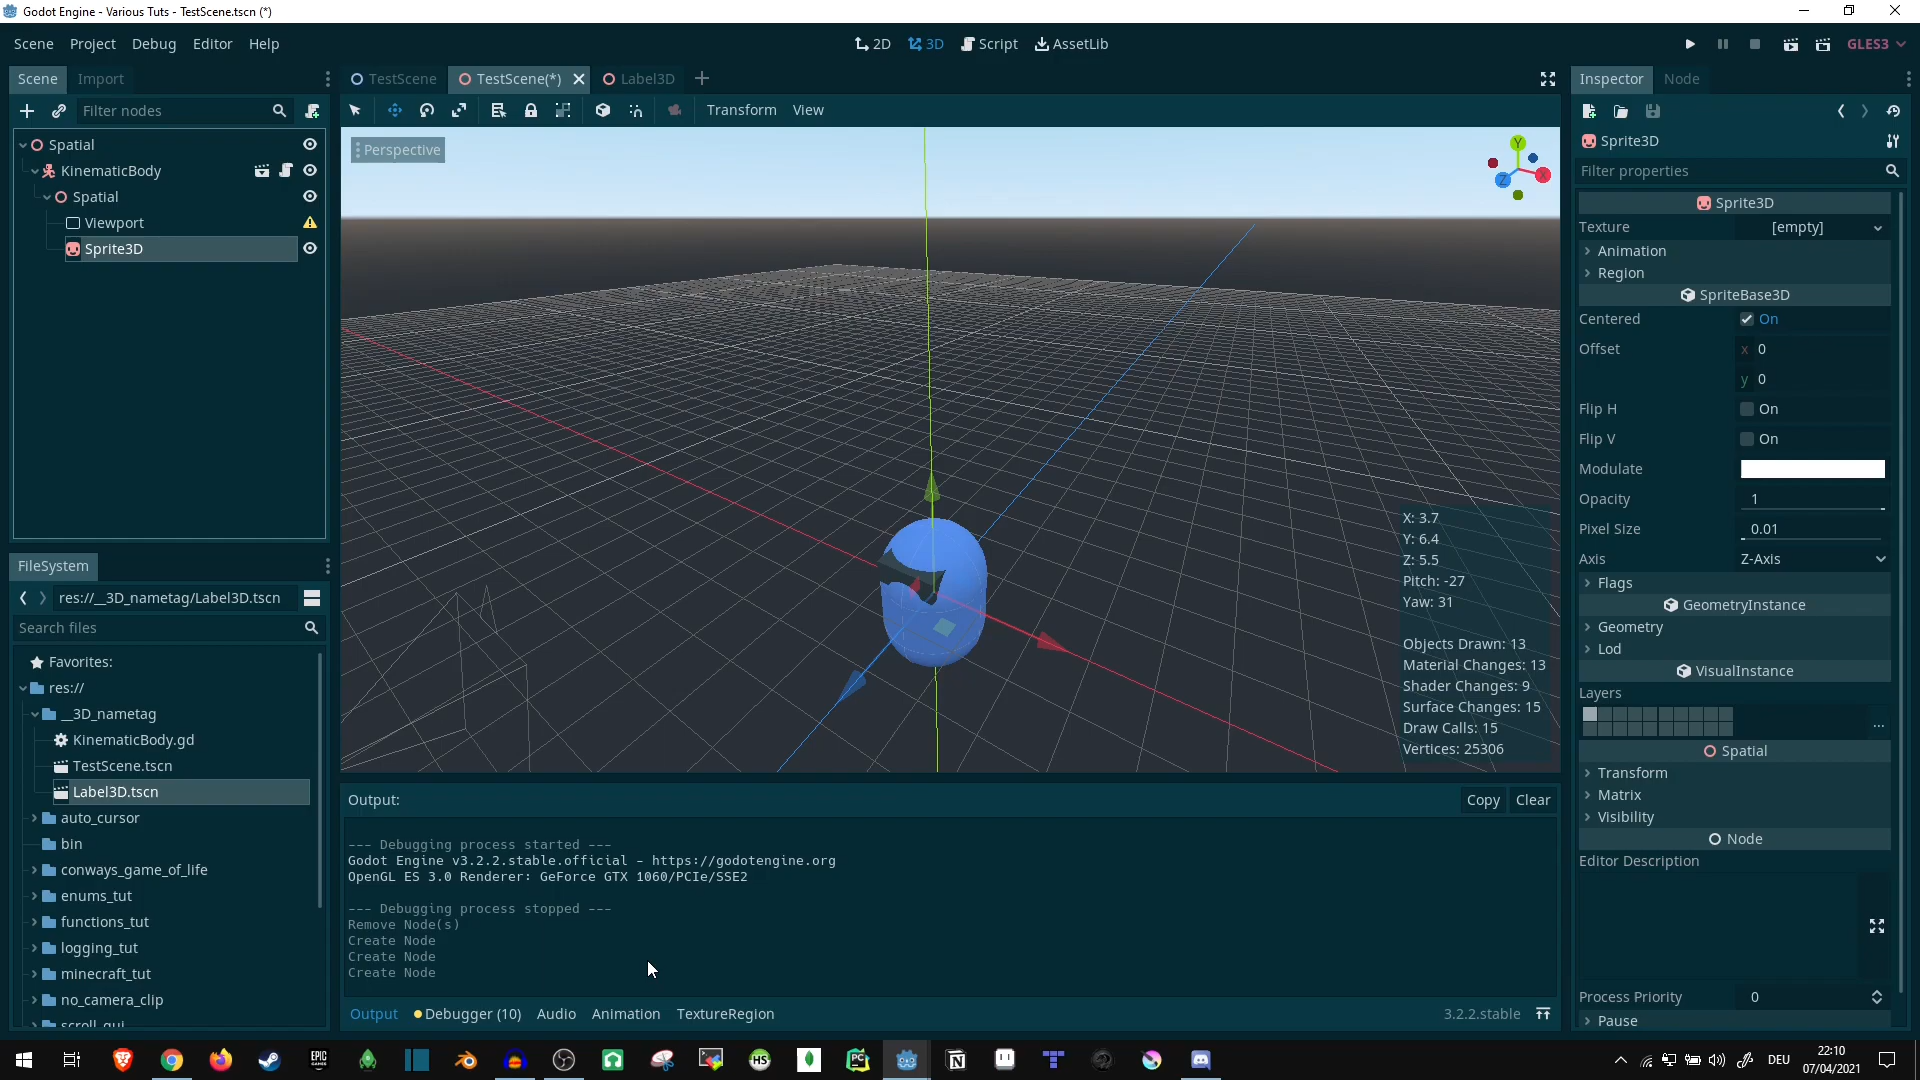 Godot Engine - Various Tuts - TestScene.tscn (*)
Scene Project Debug Editor Help
2D 3D Script AssetLib
GLES3
Scene Import
TestScene TestScene(*) Label3D
Inspector Node
Filter nodes
Transform View
Perspective
Y
X
Z
Spatial
KinematicBody
Spatial
Viewport
Sprite3D
Sprite3D
Filter properties
Sprite3D
Texture [empty]
Animation
Region
SpriteBase3D
Centered On
Offset x 0
y 0
Flip H On
Flip V On
Modulate
Opacity 1
Pixel Size 0.01
Axis Z-Axis
Flags
GeometryInstance
Geometry
Lod
VisualInstance
Layers
...
Spatial
Transform
Matrix
Visibility
Node
Editor Description
Process Priority 0
Pause
X: 3.7
Y: 6.4
Z: 5.5
Pitch: -27
Yaw: 31
Objects Drawn: 13
Material Changes: 13
Shader Changes: 9
Surface Changes: 15
Draw Calls: 15
Vertices: 25306
FileSystem
res://__3D_nametag/Label3D.tscn
Search files
Favorites:
res://
__3D_nametag
KinematicBody.gd
TestScene.tscn
Label3D.tscn
auto_cursor
bin
conways_game_of_life
enums_tut
functions_tut
logging_tut
minecraft_tut
no_camera_clip
scroll_gui
Output:
Copy Clear
--- Debugging process started ---
Godot Engine v3.2.2.stable.official - https://godotengine.org
OpenGL ES 3.0 Renderer: GeForce GTX 1060/PCIe/SSE2
--- Debugging process stopped ---
Remove Node(s)
Create Node
Create Node
Create Node
Output Debugger (10) Audio Animation TextureRegion
3.2.2.stable
EPIC
HS
PC
DEU
22:10
07/04/2021